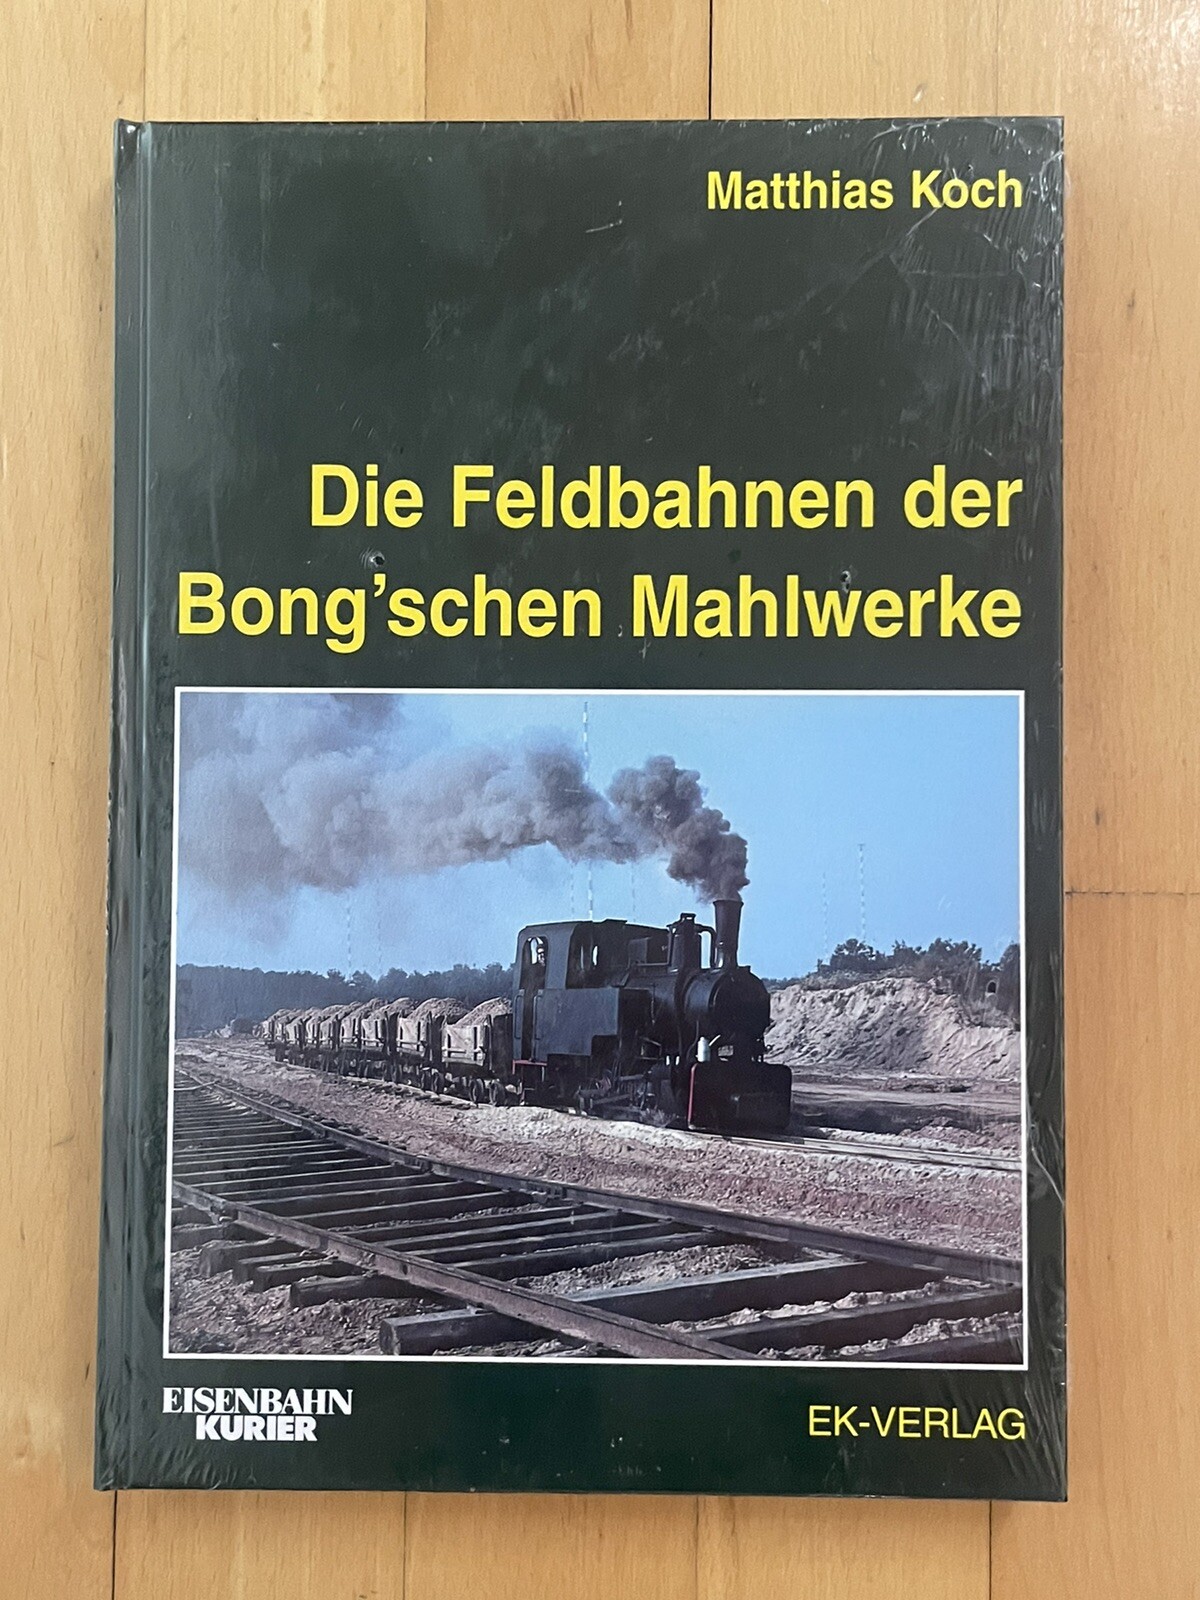 Matthias Koch
Die Feldbahnen der
Bong'schen Mahlwerke
EISENBAHN
KURIER
EK-VERLAG